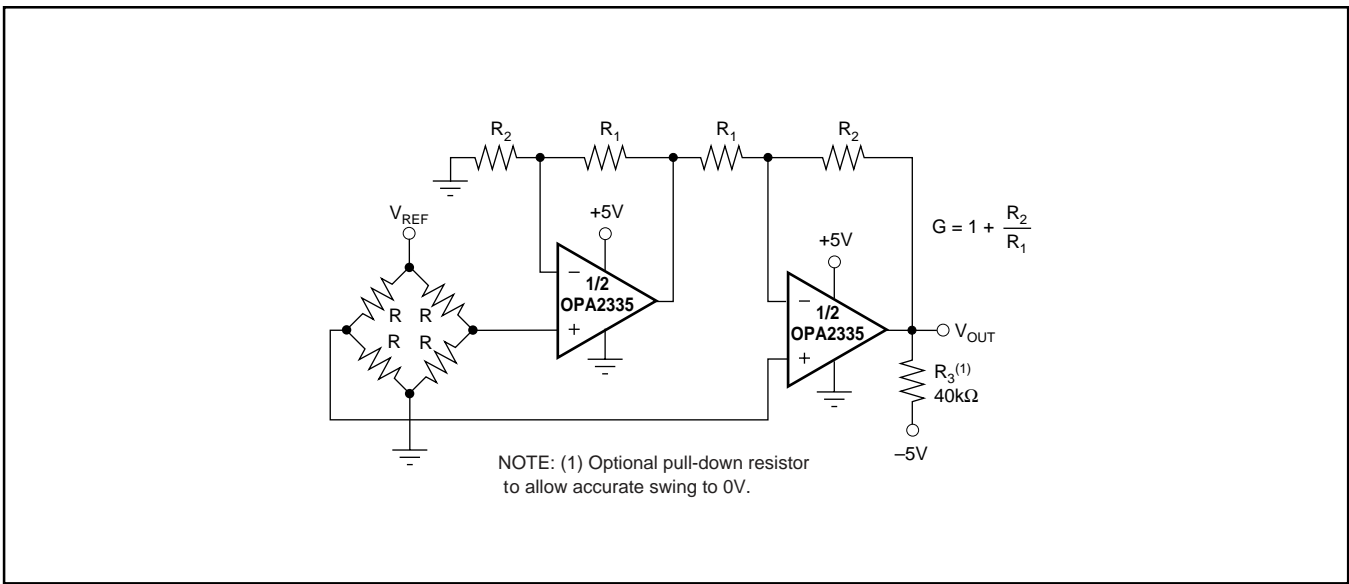 R2
R1
R1
R2
VREF
+5V
+5V
G = 1 + R2/R1
−
1/2
OPA2335
+
−
1/2
OPA2335
+
R
R
R
R
VOUT
R3(1)
40kΩ
–5V
NOTE: (1) Optional pull-down resistor
to allow accurate swing to 0V.